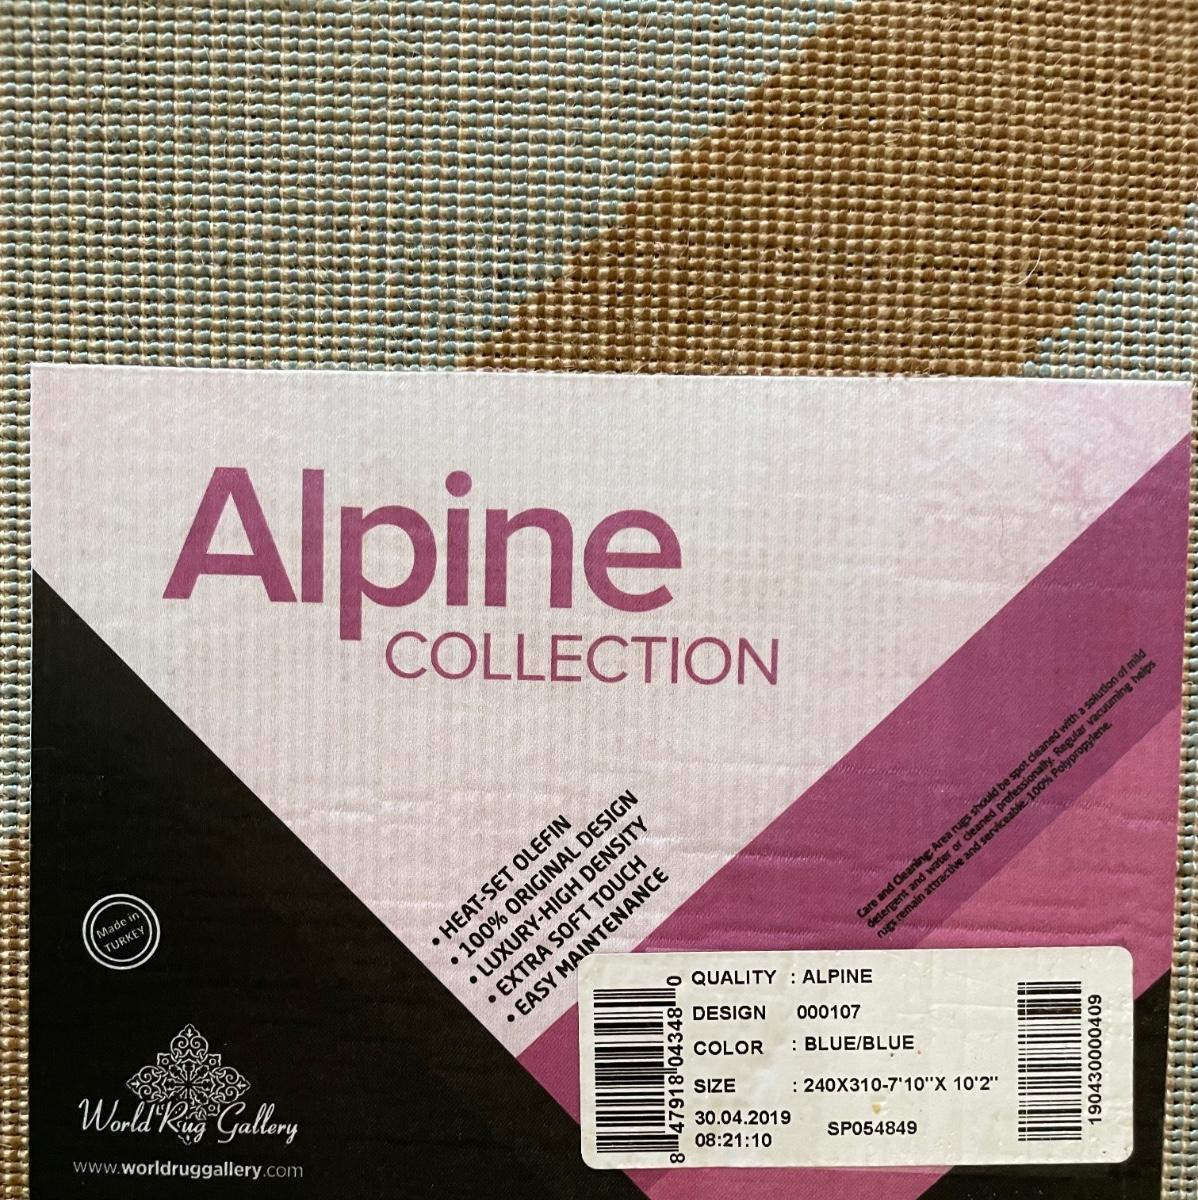 Alpine
COLLECTION
Care and Cleaning: Area rugs should be spot cleaned with a solution of mild
detergent and water or cleaned professionally. Regular vacuuming helps
rugs remain attractive and serviceable. 100% Polypropylene.
• HEAT-SET OLEFIN
• 100% ORIGINAL DESIGN
• LUXURY-HIGH DENSITY
• EXTRA SOFT TOUCH
• EASY MAINTENANCE
Made in
TURKEY
World Rug Gallery
www.worldruggallery.com
8 47918 04348 0
QUALITY : ALPINE
DESIGN 000107
COLOR : BLUE/BLUE
SIZE : 240X310-7'10"X 10'2"
30.04.2019
08:21:10
SP054849
190430000409